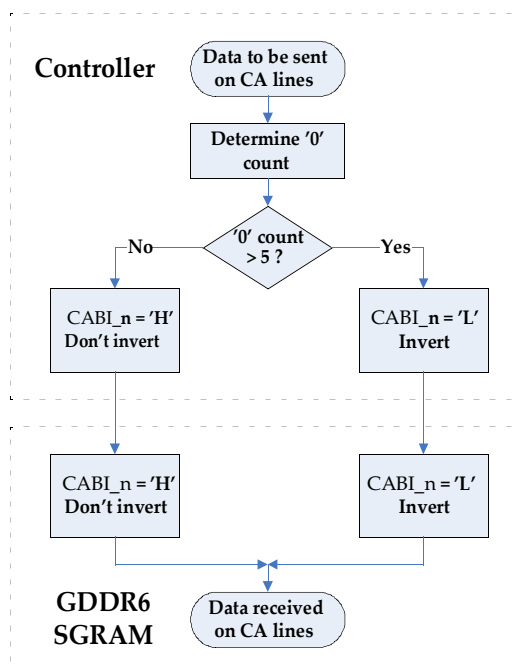 Controller
Data to be sent
on CA lines
Determine '0'
count
'0' count
> 5 ?
No
Yes
CABI_n = 'H'
Don't invert
CABI_n = 'L'
Invert
CABI_n = 'H'
Don't invert
CABI_n = 'L'
Invert
GDDR6
SGRAM
Data received
on CA lines